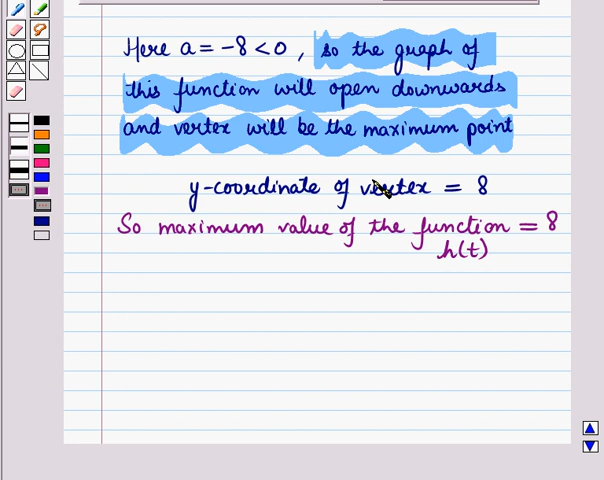 Here a = -8 < 0 , so the graph of
this function will open downwards
and vertex will be the maximum point
y-coordinate of vertex = 8
So maximum value of the function = 8
h(t)